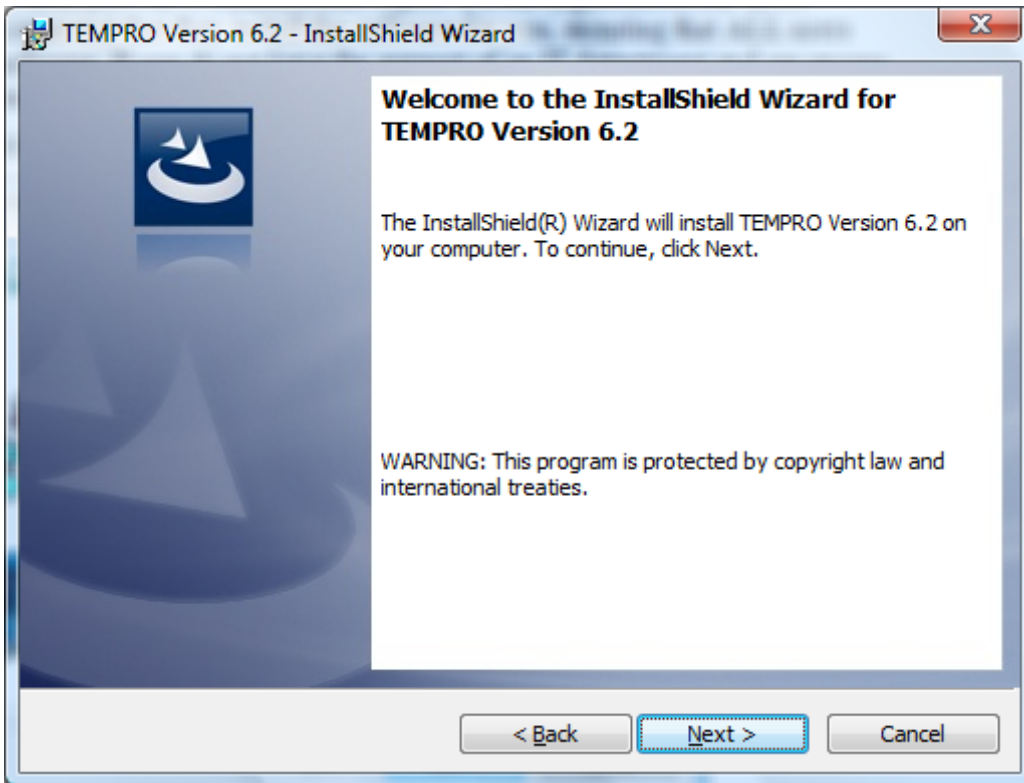 TEMPRO Version 6.2 - InstallShield Wizard
Welcome to the InstallShield Wizard for
TEMPRO Version 6.2
The InstallShield(R) Wizard will install TEMPRO Version 6.2 on
your computer. To continue, click Next.
WARNING: This program is protected by copyright law and
international treaties.
< Back
Next >
Cancel